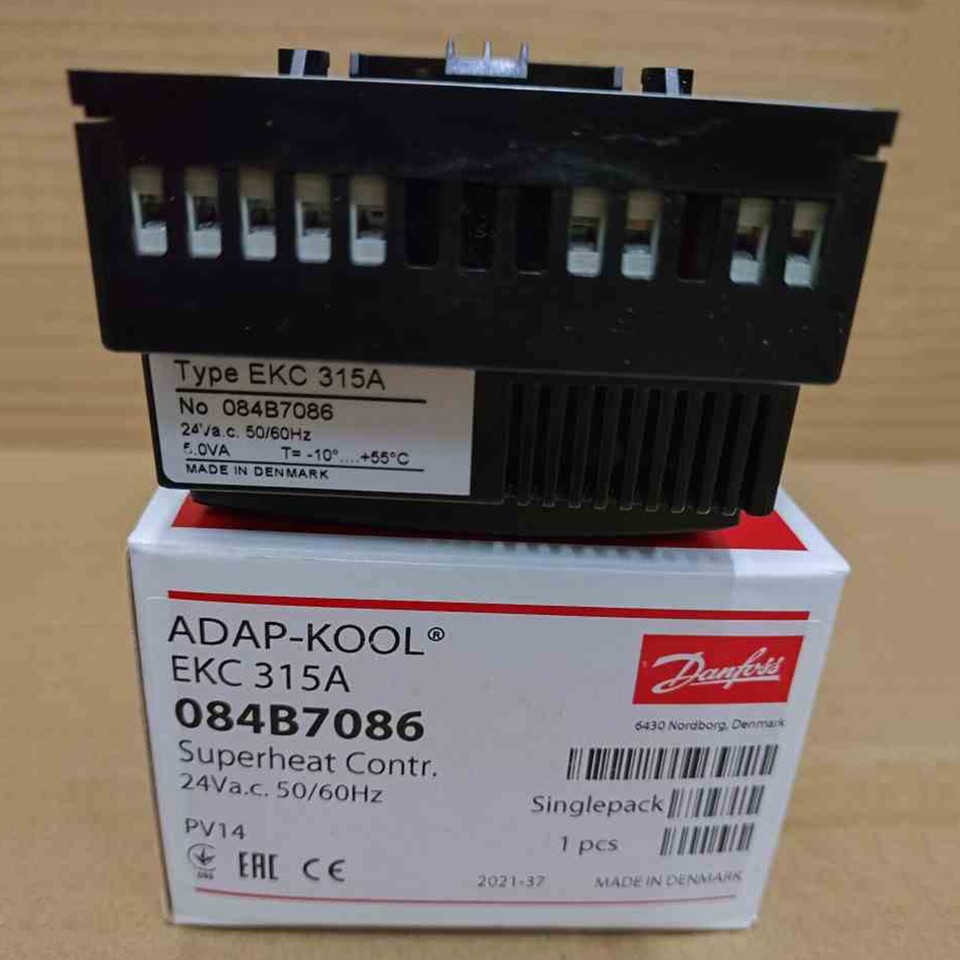 Type EKC 315A
No 084B7086
24Va.c. 50/60Hz
5.0VA T= -10°....+55°C
MADE IN DENMARK
ADAP-KOOL®
EKC 315A
084B7086
Superheat Contr.
24Va.c. 50/60Hz
PV14
EAC CE
Danfoss
6430 Nordborg, Denmark
Singlepack
1 pcs
2021-37 MADE IN DENMARK